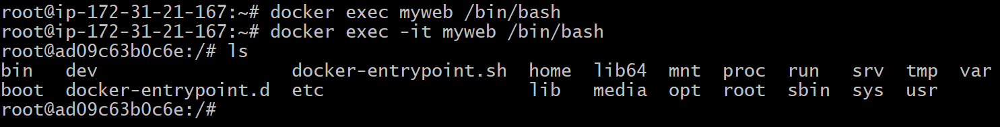 root@ip-172-31-21-167:~# docker exec myweb /bin/bash
root@ip-172-31-21-167:~# docker exec -it myweb /bin/bash
root@ad09c63b0c6e:/# ls
bin   dev                  docker-entrypoint.sh  home  lib64  mnt  proc  run   srv  tmp  var
boot  docker-entrypoint.d  etc                   lib   media  opt  root  sbin  sys  usr
root@ad09c63b0c6e:/#